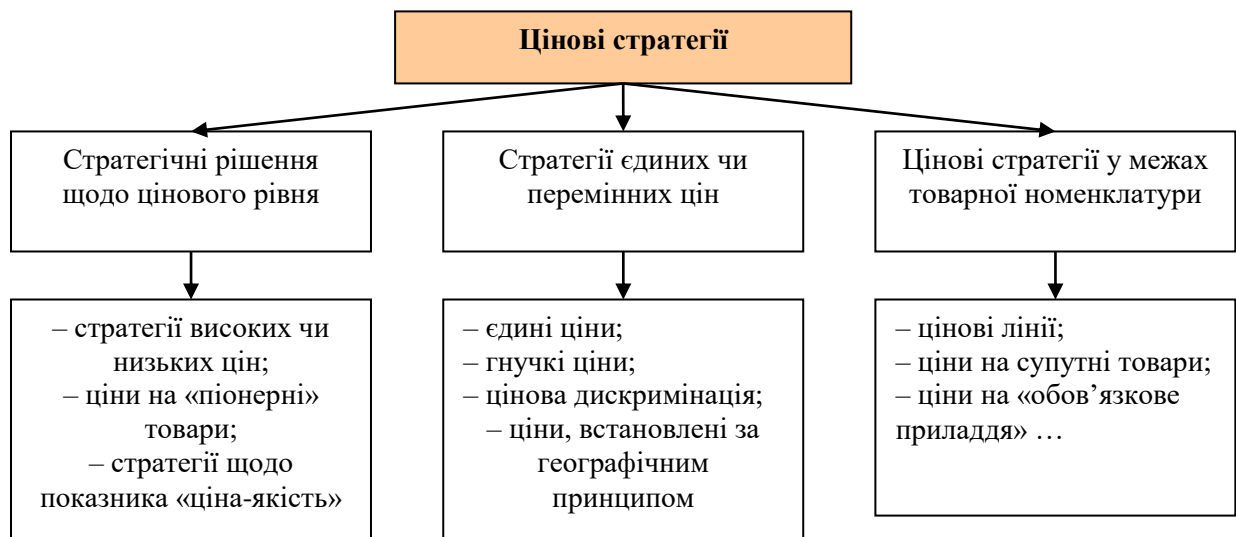 Цінові стратегії
Стратегічні рішення
щодо цінового рівня
Стратегії єдиних чи
перемінних цін
Цінові стратегії у межах
товарної номенклатури
– стратегії високих чи
низьких цін;
– ціни на «піонерні»
товари;
– стратегії щодо
показника «ціна-якість»
– єдині ціни;
– гнучкі ціни;
– цінова дискримінація;
– ціни, встановлені за
географічним
принципом
– цінові лінії;
– ціни на супутні товари;
– ціни на «обов’язкове
приладдя» …